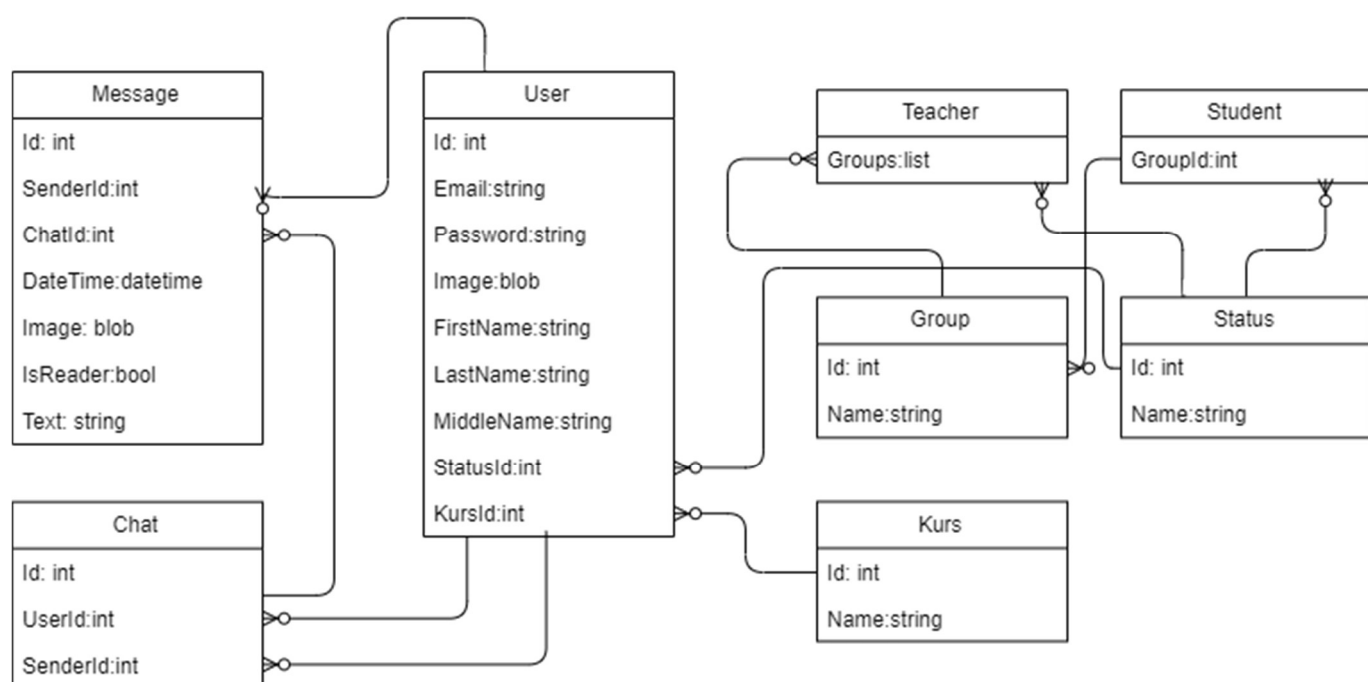 Message
Id: int
SenderId:int
ChatId:int
DateTime:datetime
Image: blob
IsReader:bool
Text: string
Chat
Id: int
UserId:int
SenderId:int
User
Id: int
Email:string
Password:string
Image:blob
FirstName:string
LastName:string
MiddleName:string
StatusId:int
KursId:int
Teacher
Groups:list
Student
GroupId:int
Group
Id: int
Name:string
Status
Id: int
Name:string
Kurs
Id: int
Name:string